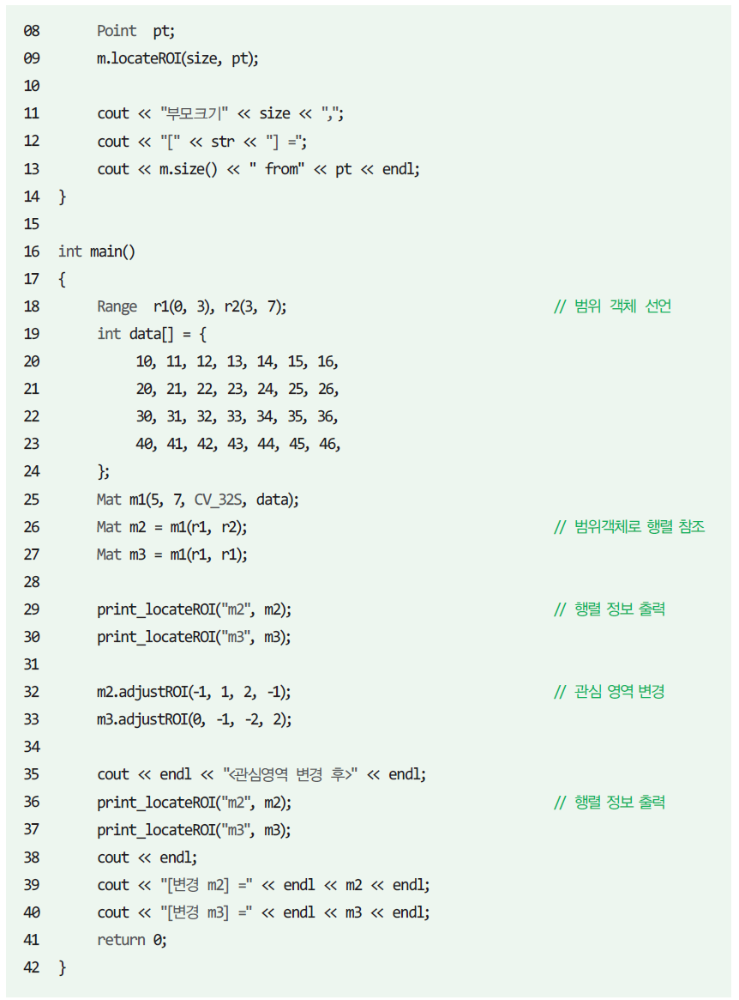 08 Point pt;
09 m.locateROI(size, pt);
10
11 cout << "부모크기" << size << ",";
12 cout << "[" << str << "] =";
13 cout << m.size() << " from" << pt << endl;
14 }
15
16 int main()
17 {
18 Range r1(0, 3), r2(3, 7); // 범위 객체 선언
19 int data[] = {
20 10, 11, 12, 13, 14, 15, 16,
21 20, 21, 22, 23, 24, 25, 26,
22 30, 31, 32, 33, 34, 35, 36,
23 40, 41, 42, 43, 44, 45, 46,
24 };
25 Mat m1(5, 7, CV_32S, data);
26 Mat m2 = m1(r1, r2); // 범위객체로 행렬 참조
27 Mat m3 = m1(r1, r1);
28
29 print_locateROI("m2", m2); // 행렬 정보 출력
30 print_locateROI("m3", m3);
31
32 m2.adjustROI(-1, 1, 2, -1); // 관심 영역 변경
33 m3.adjustROI(0, -1, -2, 2);
34
35 cout << endl << "<관심영역 변경 후>" << endl;
36 print_locateROI("m2", m2); // 행렬 정보 출력
37 print_locateROI("m3", m3);
38 cout << endl;
39 cout << "[변경 m2] =" << endl << m2 << endl;
40 cout << "[변경 m3] =" << endl << m3 << endl;
41 return 0;
42 }